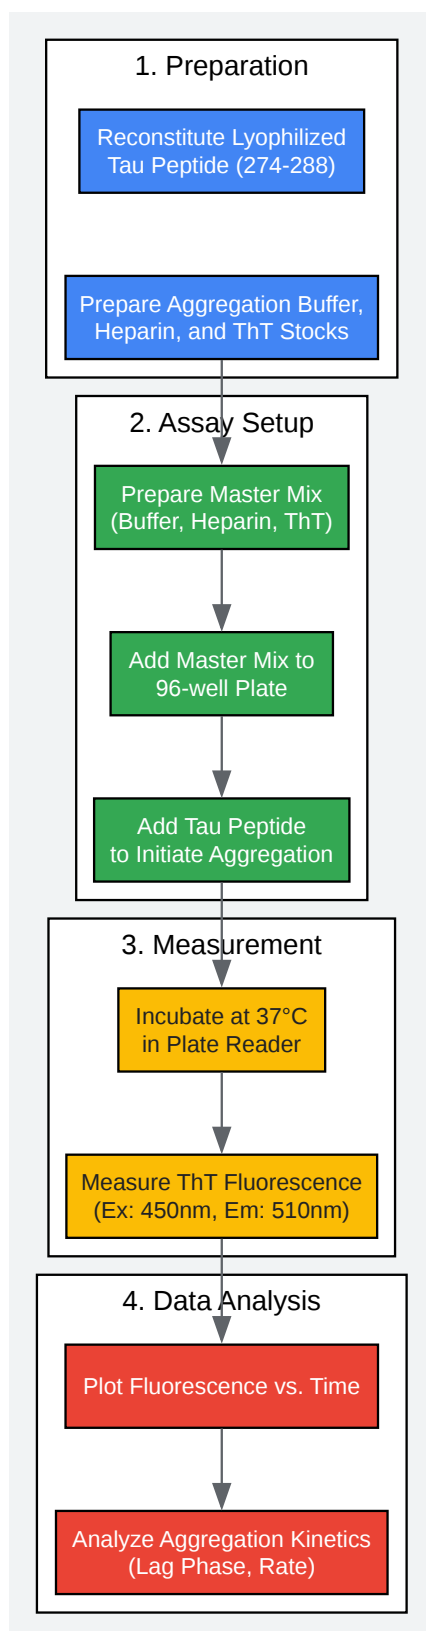 1. Preparation
Reconstitute Lyophilized
Tau Peptide (274-288)
Prepare Aggregation Buffer,
Heparin, and ThT Stocks
2. Assay Setup
Prepare Master Mix
(Buffer, Heparin, ThT)
Add Master Mix to
96-well Plate
Add Tau Peptide
to Initiate Aggregation
3. Measurement
Incubate at 37°C
in Plate Reader
Measure ThT Fluorescence
(Ex: 450nm, Em: 510nm)
4. Data Analysis
Plot Fluorescence vs. Time
Analyze Aggregation Kinetics
(Lag Phase, Rate)